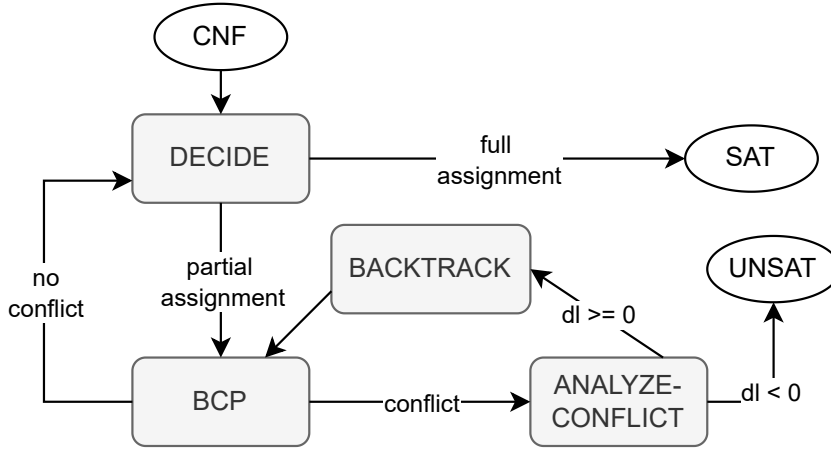 CNF
DECIDE
full
assignment
SAT
no
conflict
partial
assignment
BACKTRACK
UNSAT
dl >= 0
BCP
conflict
ANALYZE-
CONFLICT
dl < 0